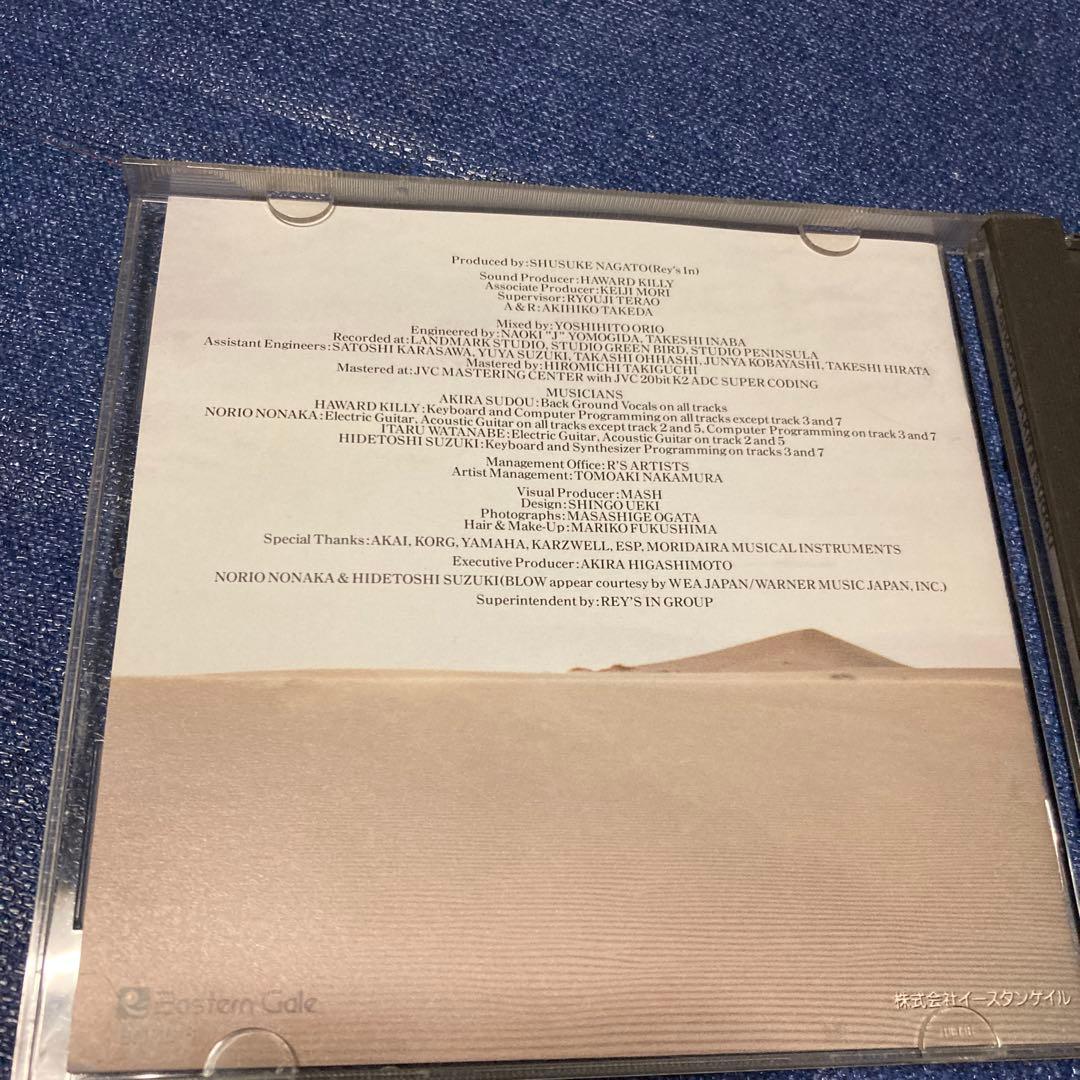 Produced by:SHUSUKE NAGATO(Rey's In)
Sound Producer:HAWARD KILLY
Associate Producer:KEIJI MORI
Supervisor:RYOUJI TERAO
A & R:AKIHIKO TAKEDA
Mixed by:YOSHIHITO ORIO
Engineered by:NAOKI "J" YOMOGIDA, TAKESHI INABA
Recorded at:LANDMARK STUDIO, STUDIO GREEN BIRD, STUDIO PENINSULA
Assistant Engineers:SATOSHI KARASAWA, YUYA SUZUKI, TAKASHI OHHASHI, JUNYA KOBAYASHI, TAKESHI HIRATA
Mastered by:HIROMICHI TAKIGUCHI
Mastered at:JVC MASTERING CENTER with JVC 20bit K2 ADC SUPER CODING
MUSICIANS
AKIRA SUDOU:Back Ground Vocals on all tracks
HAWARD KILLY:Keyboard and Computer Programming on all tracks except track 3 and 7
NORIO NONAKA:Electric Guitar, Acoustic Guitar on all tracks except track 2 and 5, Computer Programming on track 3 and 7
ITARU WATANABE:Electric Guitar, Acoustic Guitar on track 2 and 5
HIDETOSHI SUZUKI:Keyboard and Synthesizer Programming on tracks 3 and 7
Management Office:R'S ARTISTS
Artist Management:TOMOAKI NAKAMURA
Visual Producer:MASH
Design:SHINGO UEKI
Photographs:MASASHIGE OGATA
Hair & Make-Up:MARIKO FUKUSHIMA
Special Thanks:AKAI, KORG, YAMAHA, KARZWELL, ESP. MORIDAIRA MUSICAL INSTRUMENTS
Executive Producer:AKIRA HIGASHIMOTO
NORIO NONAKA & HIDETOSHI SUZUKI(BLOW appear courtesy by WEA JAPAN/WARNER MUSIC JAPAN, INC.)
Superintendent by:REY'S IN GROUP
Eastern Gale
株式会社イースタンゲイル